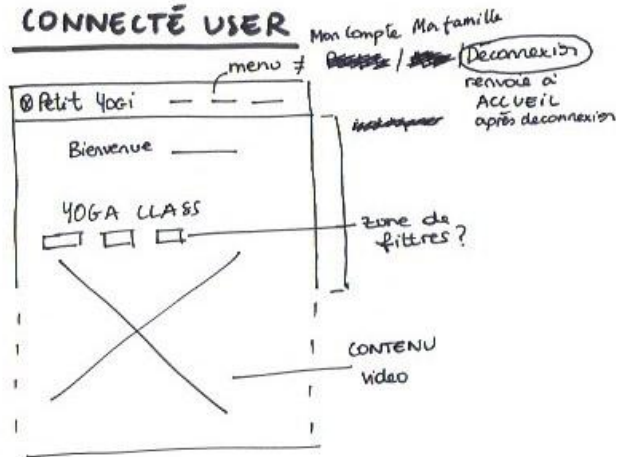 CONNECTÉ USER
Mon Compte Ma famille
menu ≠ / / Déconnexion
renvoie à
ACCUEIL
après deconnexion
Petit Yogi
Bienvenue
YOGA CLASS
zone de
filtres ?
CONTENU
video